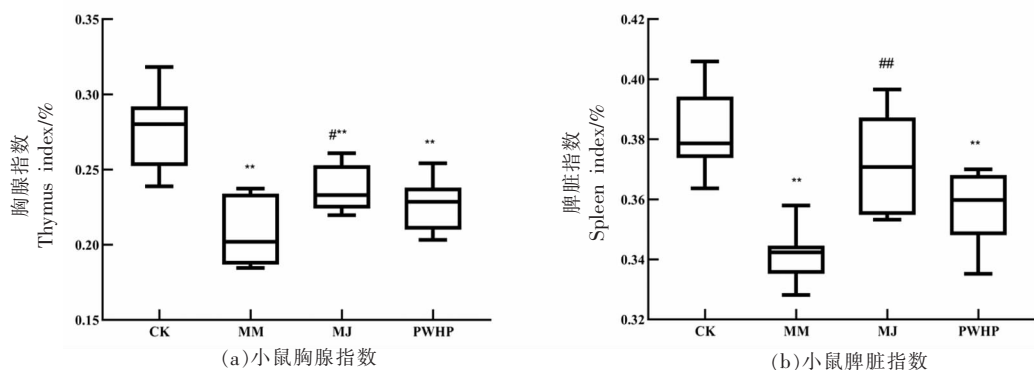 胸腺指数
Thymus index/%
0.35
0.30
0.25
0.20
0.15
**
#**
**
CK
MM
MJ
PWHP
(a)小鼠胸腺指数
脾脏指数
Spleen index/%
0.42
0.40
0.38
0.36
0.34
0.32
**
##
**
CK
MM
MJ
PWHP
(b)小鼠脾脏指数